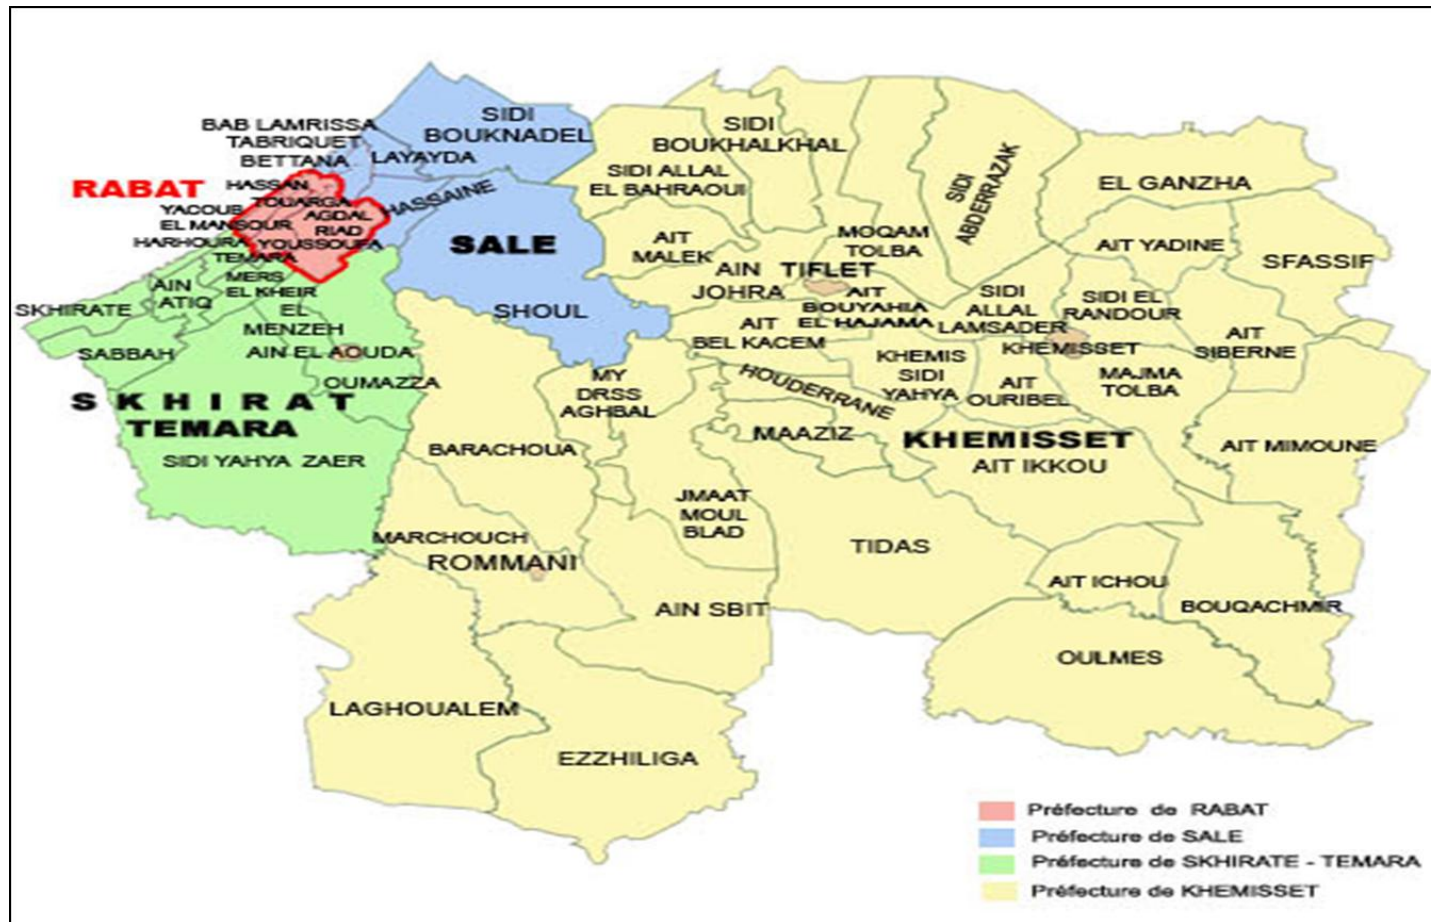 SIDI
BOUKNADEL
BAB LAMRISSA
TABRIQUET
BETTANA
LAYAYDA
RABAT
HASSAN
TOUARGA
HASSAINE
YACOUB
EL MANSOUR
AGDAL
RIAD
HARHOURA
YOUSSOUFA
TEMARA
SALE
SHOUL
MERS
EL KHEIR
AIN
ATIQ
SKHIRATE
EL
MENZEH
SABBAH
AIN EL AOUDA
OUMAZZA
SKHIRAT
TEMARA
SIDI YAHYA ZAER
SIDI
BOUKHALKHAL
SIDI ALLAL
EL BAHRAOUI
SIDI
ABDERRAZAK
EL GANZHA
AIT
MALEK
MOQAM
TOLBA
AIT YADINE
SFASSIF
AIN
JOHRA
TIFLET
AIT
BOUYAHIA
EL HAJAMA
SIDI
ALLAL
LAMSADER
SIDI EL
RANDOUR
AIT
BEL KACEM
KHEMISSET
AIT
SIBERNE
KHEMIS
SIDI
YAHYA
AIT
OURIBEL
MAJMA
TOLBA
MY
DRSS
AGHBAL
HOUDERRANE
MAAZIZ
KHEMISSET
AIT IKKOU
AIT MIMOUNE
BARACHOUA
JMAAT
MOUL
BLAD
MARCHOUCH
ROMMANI
TIDAS
AIT ICHOU
BOUQACHMIR
AIN SBIT
OULMES
LAGHOUALEM
EZZHILIGA
Préfecture de RABAT
Préfecture de SALE
Préfecture de SKHIRATE - TEMARA
Préfecture de KHEMISSET